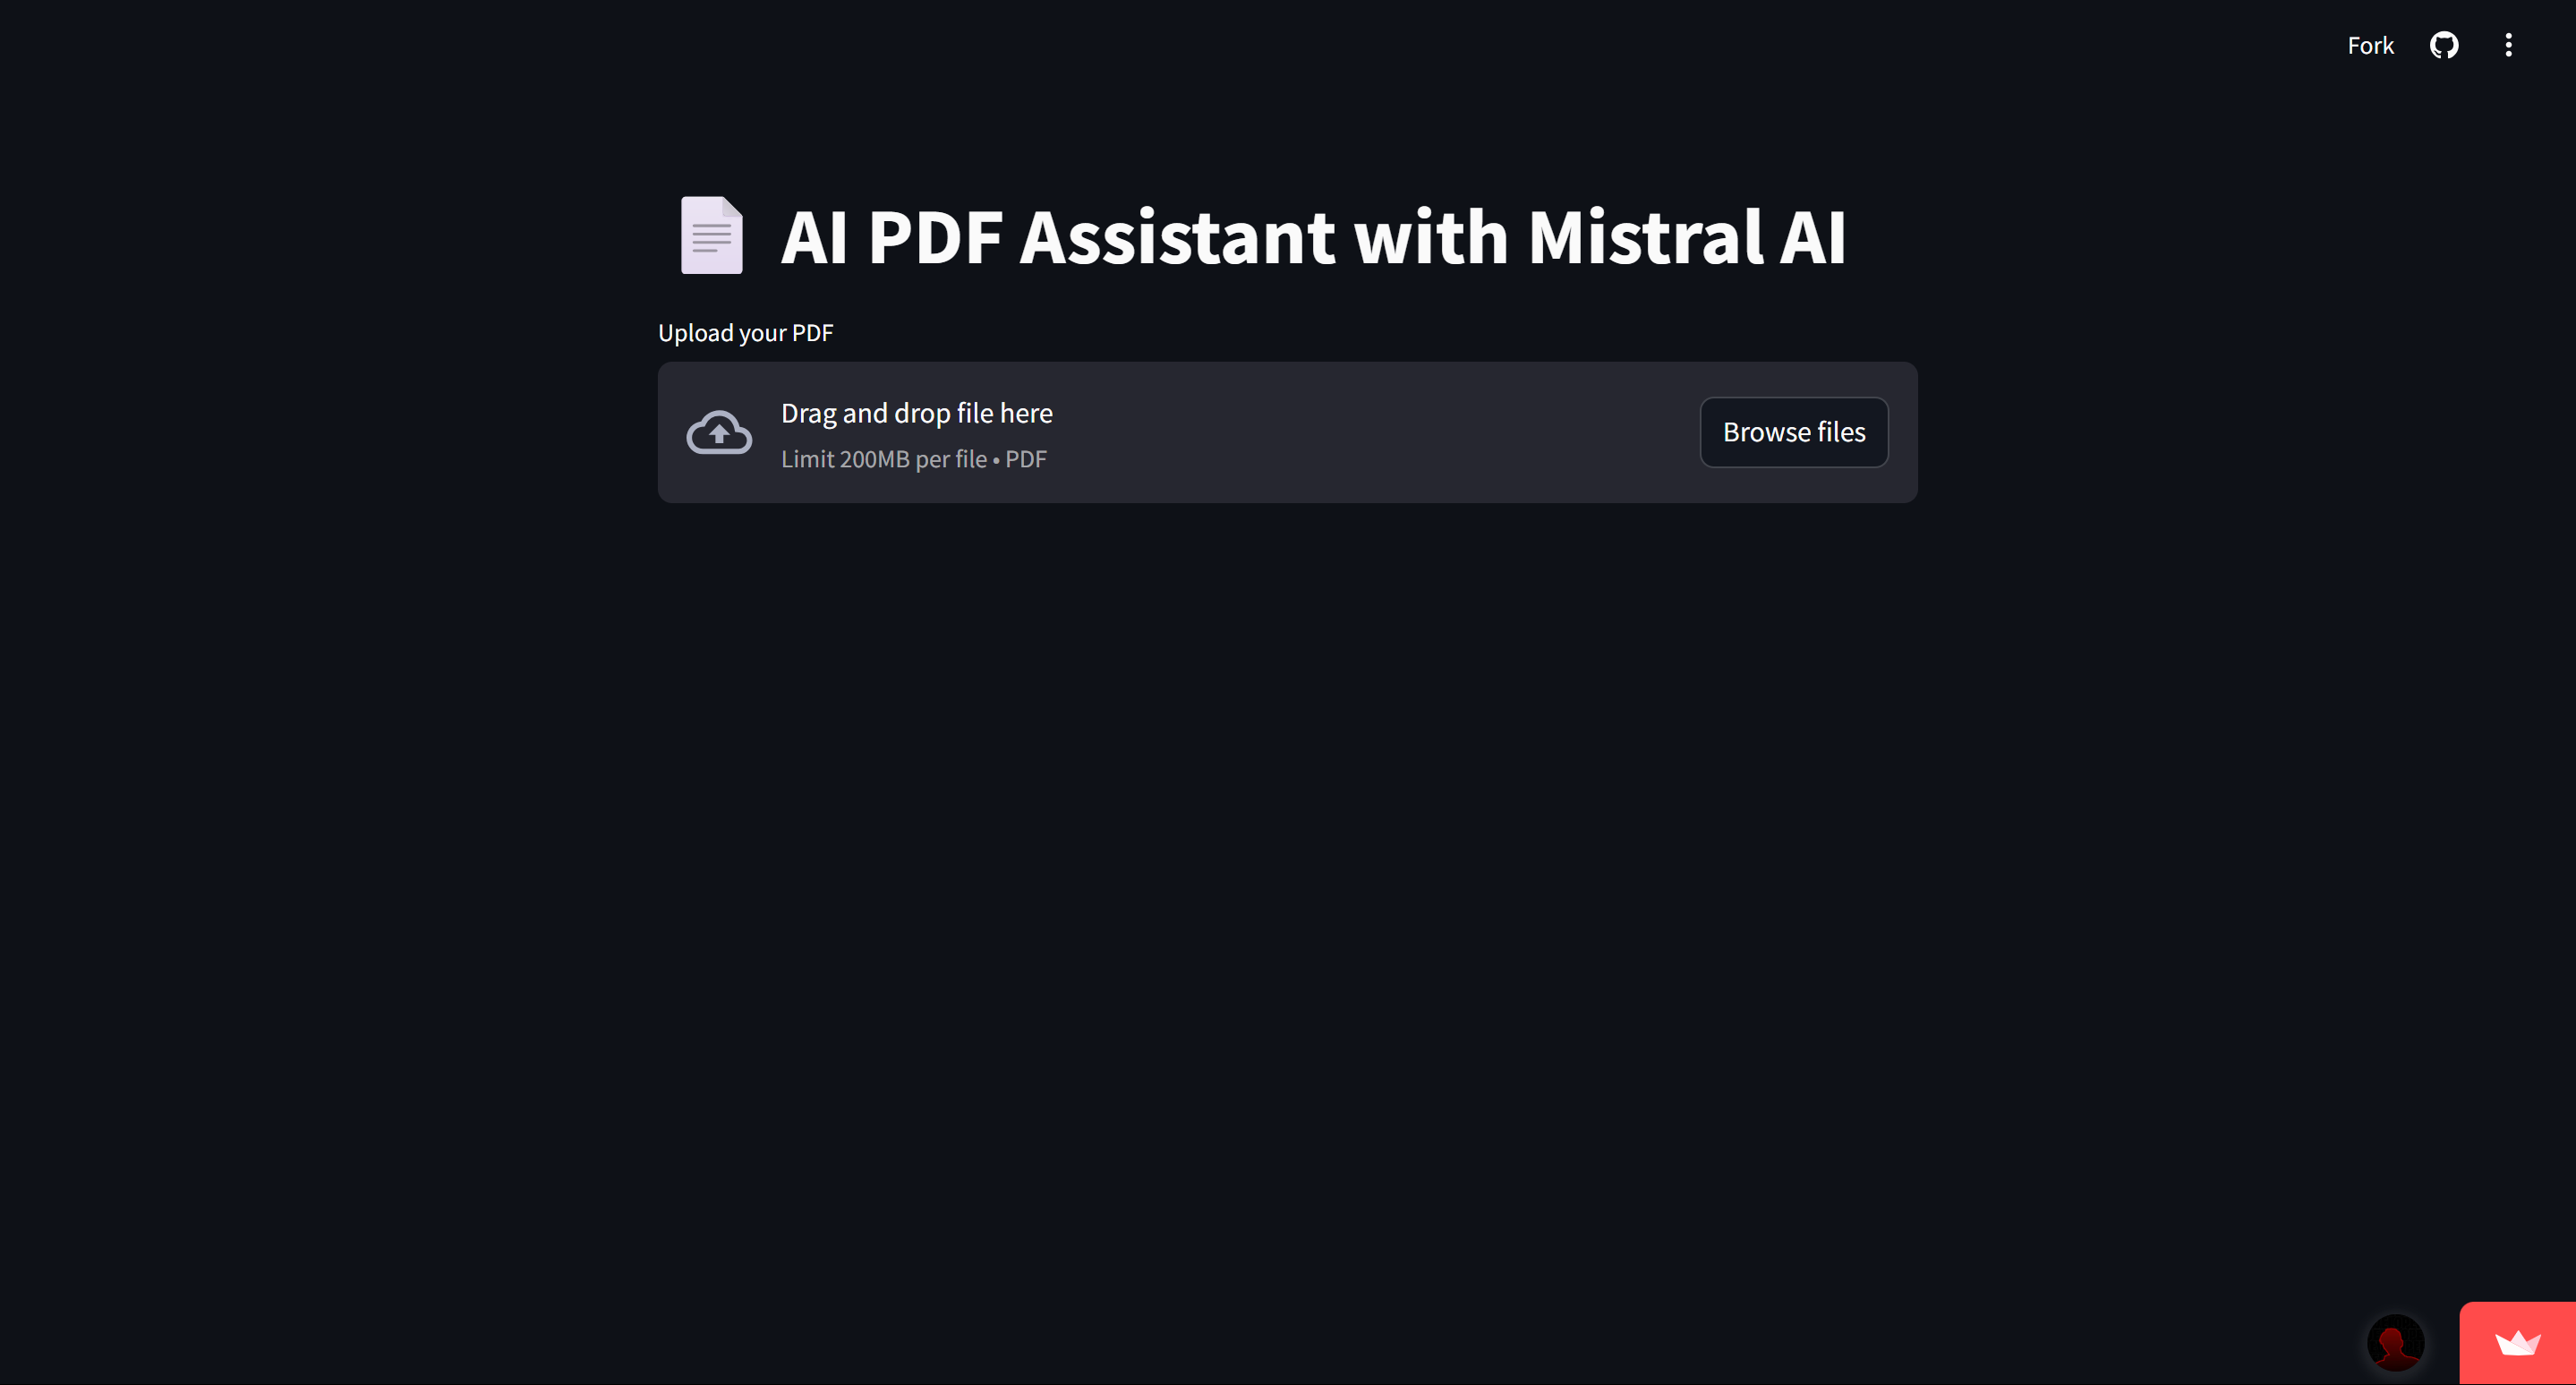 Fork
AI PDF Assistant with Mistral AI
Upload your PDF
Drag and drop file here
Limit 200MB per file • PDF
Browse files